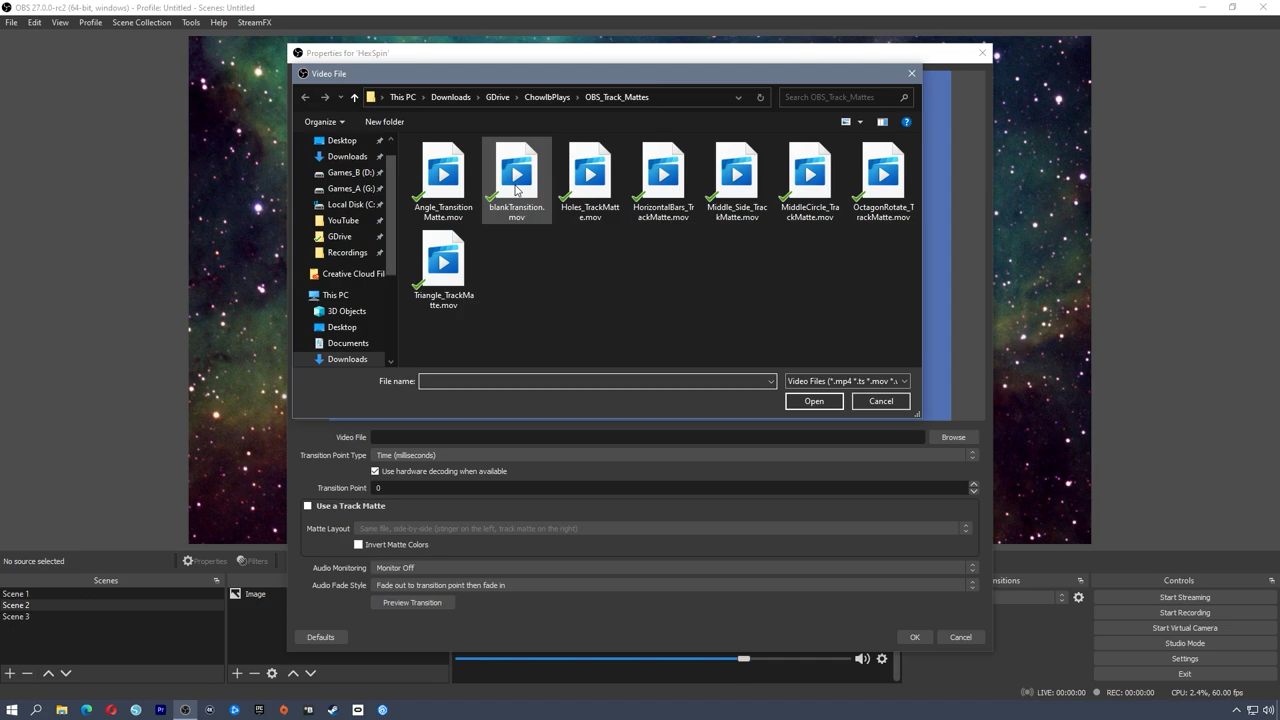 OBS 27.0.0-rc2 (64-bit, windows) - Profile: Untitled - Scenes: Untitled
File Edit View Profile Scene Collection Tools Help StreamFX
Properties for 'HexSpin'
Video File
This PC > Downloads > GDrive > ChowlbPlays > OBS_Track_Mattes
Search OBS_Track_Mattes
Organize New folder
Desktop
Downloads
Games_B (D:)
Games_A (G:)
Local Disk (C:
YouTube
GDrive
Recordings
Creative Cloud Fil
This PC
3D Objects
Desktop
Documents
Downloads
Angle_Transition
Matte.mov
blankTransition.
mov
Holes_TrackMatt
e.mov
HorizontalBars_Tr
ackMatte.mov
Middle_Side_Trac
kMatte.mov
MiddleCircle_Tra
ckMatte.mov
OctagonRotate_T
rackMatte.mov
Triangle_TrackMa
tte.mov
File name:
Video Files (*.mp4 *.ts *.mov *.
Open Cancel
Video File Browse
Transition Point Type Time (milliseconds)
Use hardware decoding when available
Transition Point 0
Use a Track Matte
Matte Layout Same file, side-by-side (stinger on the left, track matte on the right)
Invert Matte Colors
Audio Monitoring Monitor Off
Audio Fade Style Fade out to transition point then fade in
Preview Transition
Defaults OK Cancel
No source selected Properties Filters
Scenes
Scene 1
Scene 2
Scene 3
Image
nsitions
Controls
Start Streaming
Start Recording
Start Virtual Camera
Studio Mode
Settings
Exit
LIVE: 00:00:00 REC: 00:00:00 CPU: 2.4%, 60.00 fps